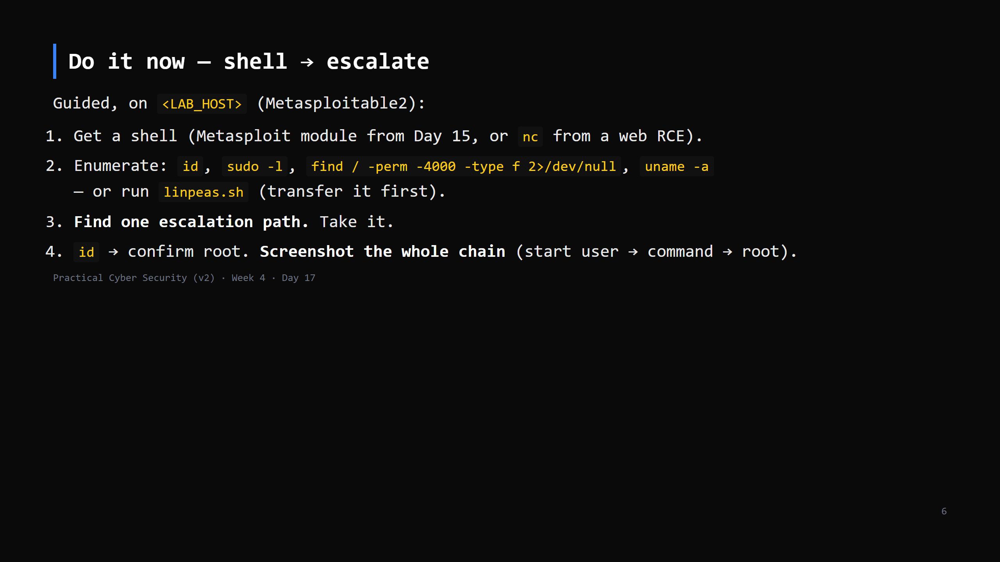 Do it now — shell → escalate
Guided, on <LAB_HOST> (Metasploitable2):
1. Get a shell (Metasploit module from Day 15, or nc from a web RCE).
2. Enumerate: id, sudo -l, find / -perm -4000 -type f 2>/dev/null, uname -a
— or run linpeas.sh (transfer it first).
3. Find one escalation path. Take it.
4. id → confirm root. Screenshot the whole chain (start user → command → root).
Practical Cyber Security (v2) · Week 4 · Day 17
6